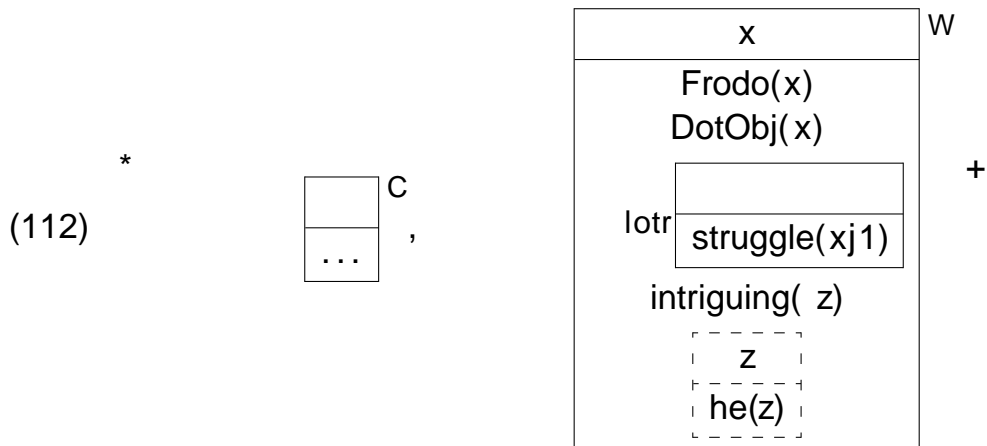 x W
Frodo(x)
DotObj(x)
* +
(112) C , lotr struggle(xj1)
...
intriguing( z)
z
he(z)